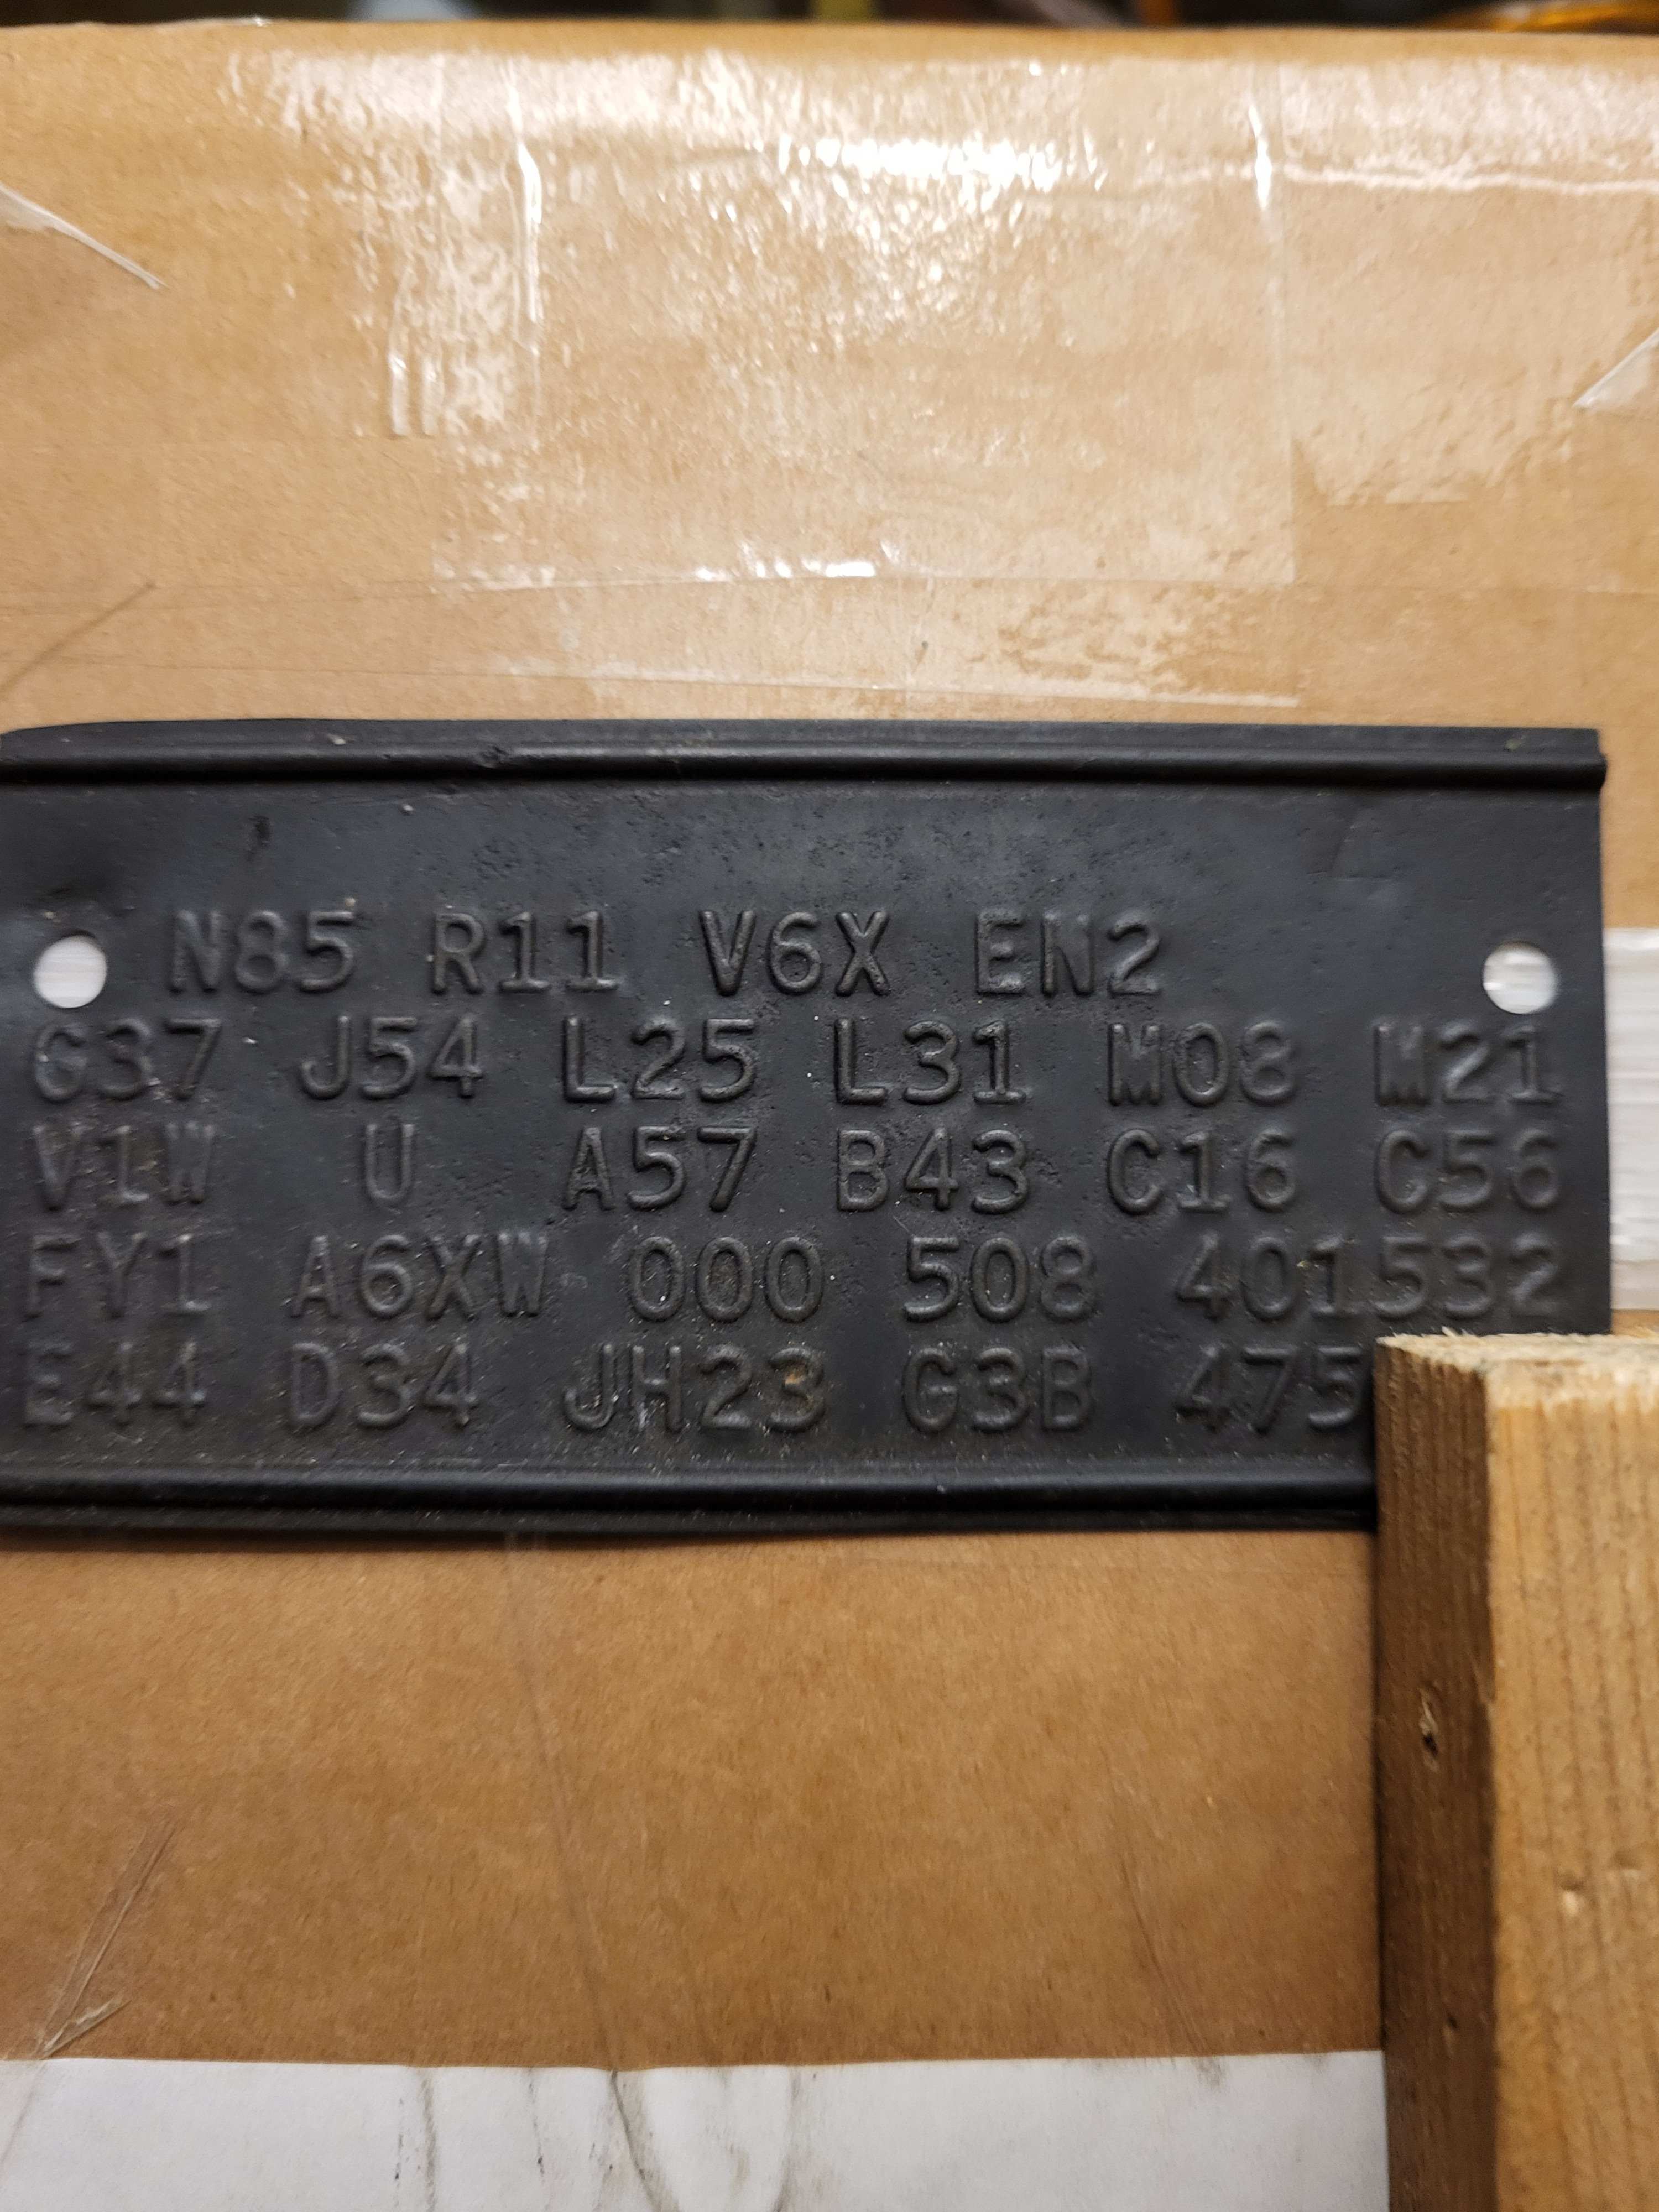 N85 R11 V6X EN2
G37 J54 L25 L31 M08 M21
V1W U A57 B43 C16 C56
FY1 A6XW 000 508 401532
E44 D34 JH23 G3B 475